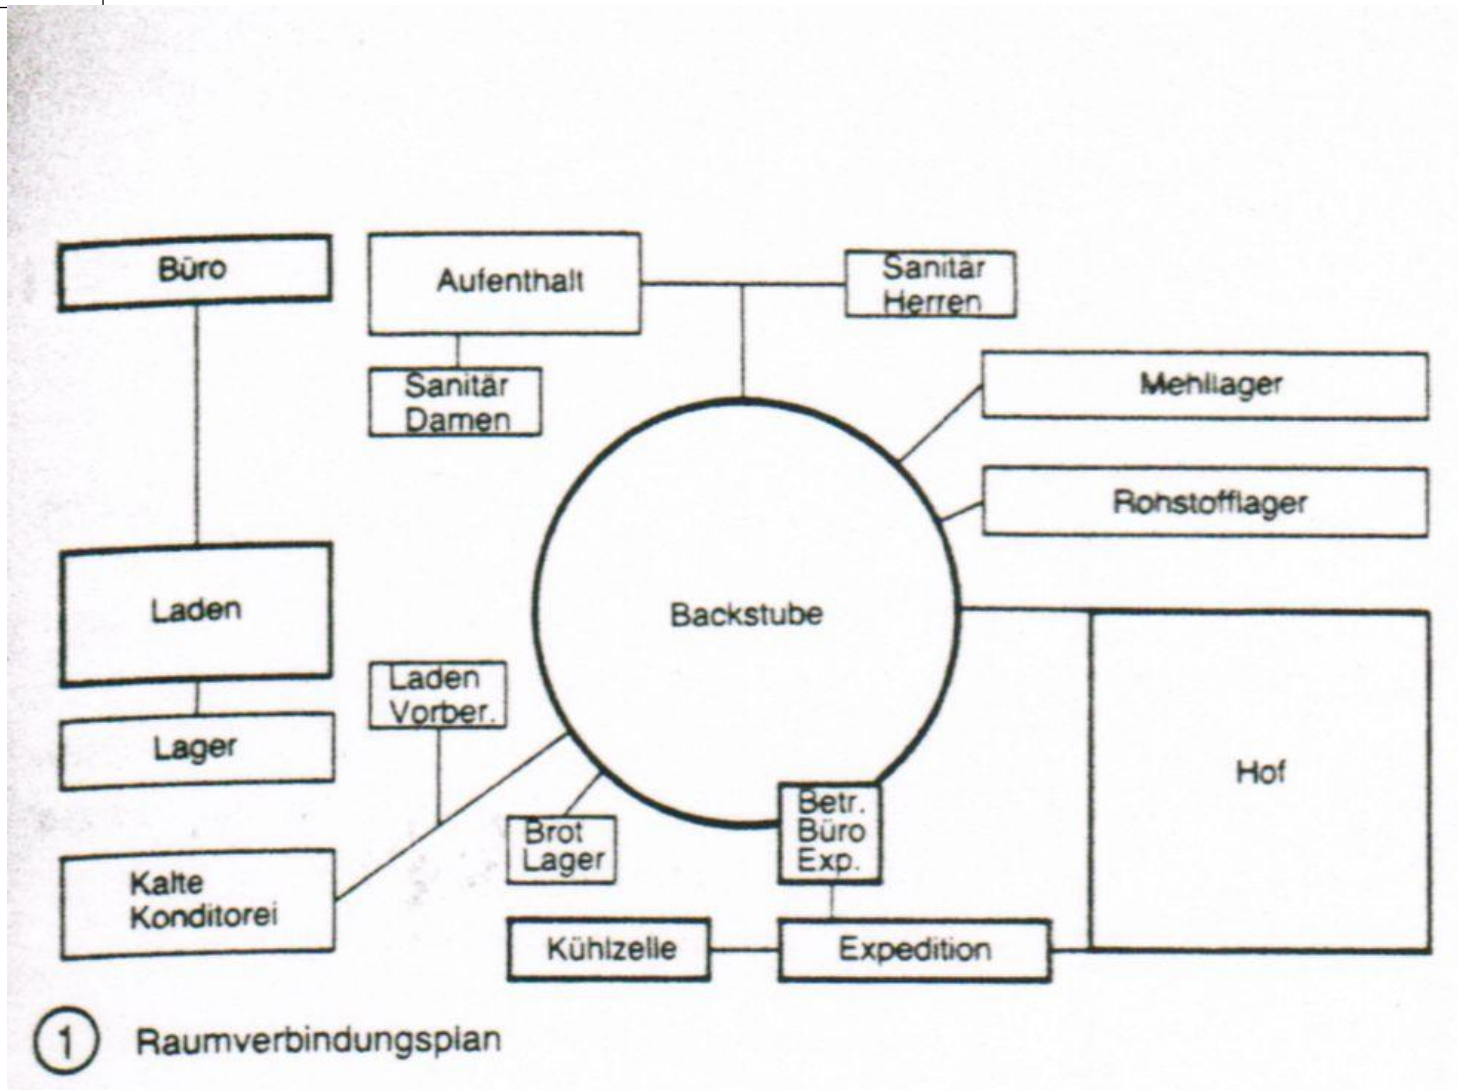 Büro
Aufenthalt
Sanitär
Herren
Sanitär
Damen
Mehllager
Rohstofflager
Backstube
Laden
Laden
Vorber.
Lager
Hof
Betr.
Büro
Exp.
Brot
Lager
Kalte
Konditorei
Kühlzelle
Expedition
1 Raumverbindungsplan